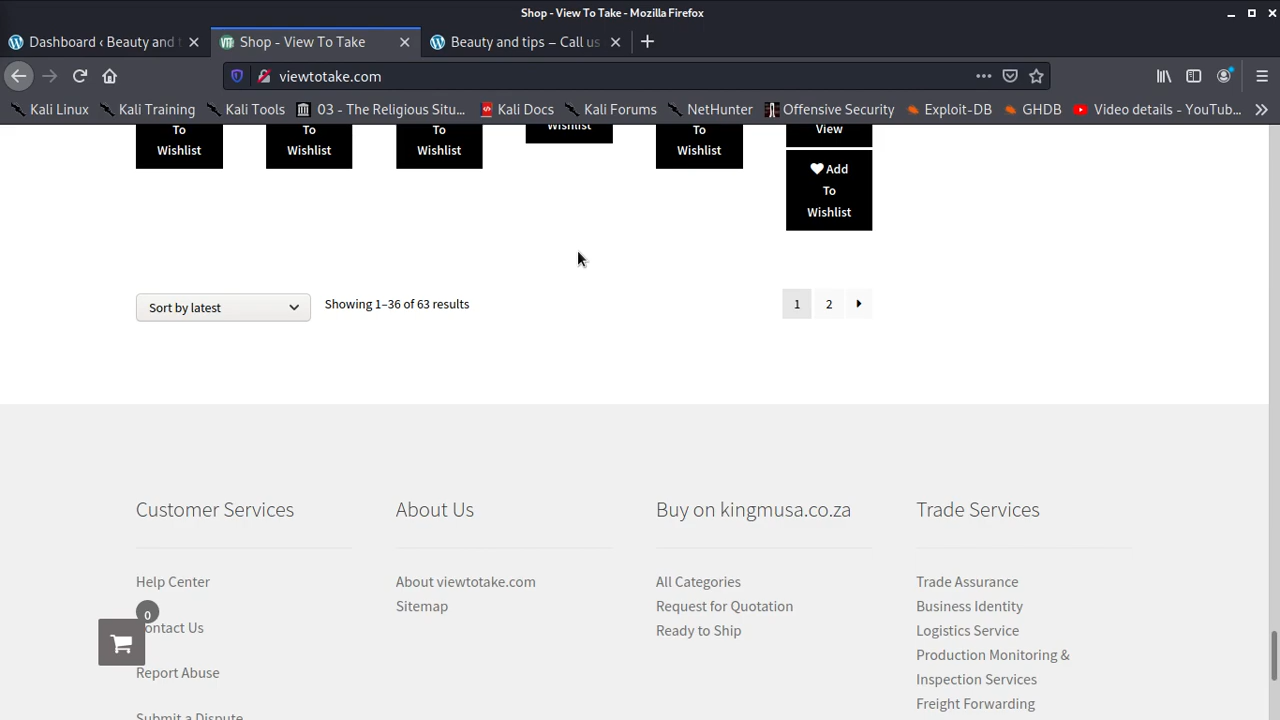 Shop - View To Take - Mozilla Firefox
Dashboard ‹ Beauty and t
Shop - View To Take
Beauty and tips – Call us
viewtotake.com
Kali Linux
Kali Training
Kali Tools
03 - The Religious Situ...
Kali Docs
Kali Forums
NetHunter
Offensive Security
Exploit-DB
GHDB
Video details - YouTub...
To
Wishlist
To
Wishlist
To
Wishlist
Wishlist
To
Wishlist
View
Add
To
Wishlist
Sort by latest
Showing 1–36 of 63 results
1
2
Customer Services
Help Center
0
ontact Us
Report Abuse
Submit a Dispute
About Us
About viewtotake.com
Sitemap
Buy on kingmusa.co.za
All Categories
Request for Quotation
Ready to Ship
Trade Services
Trade Assurance
Business Identity
Logistics Service
Production Monitoring &
Inspection Services
Freight Forwarding